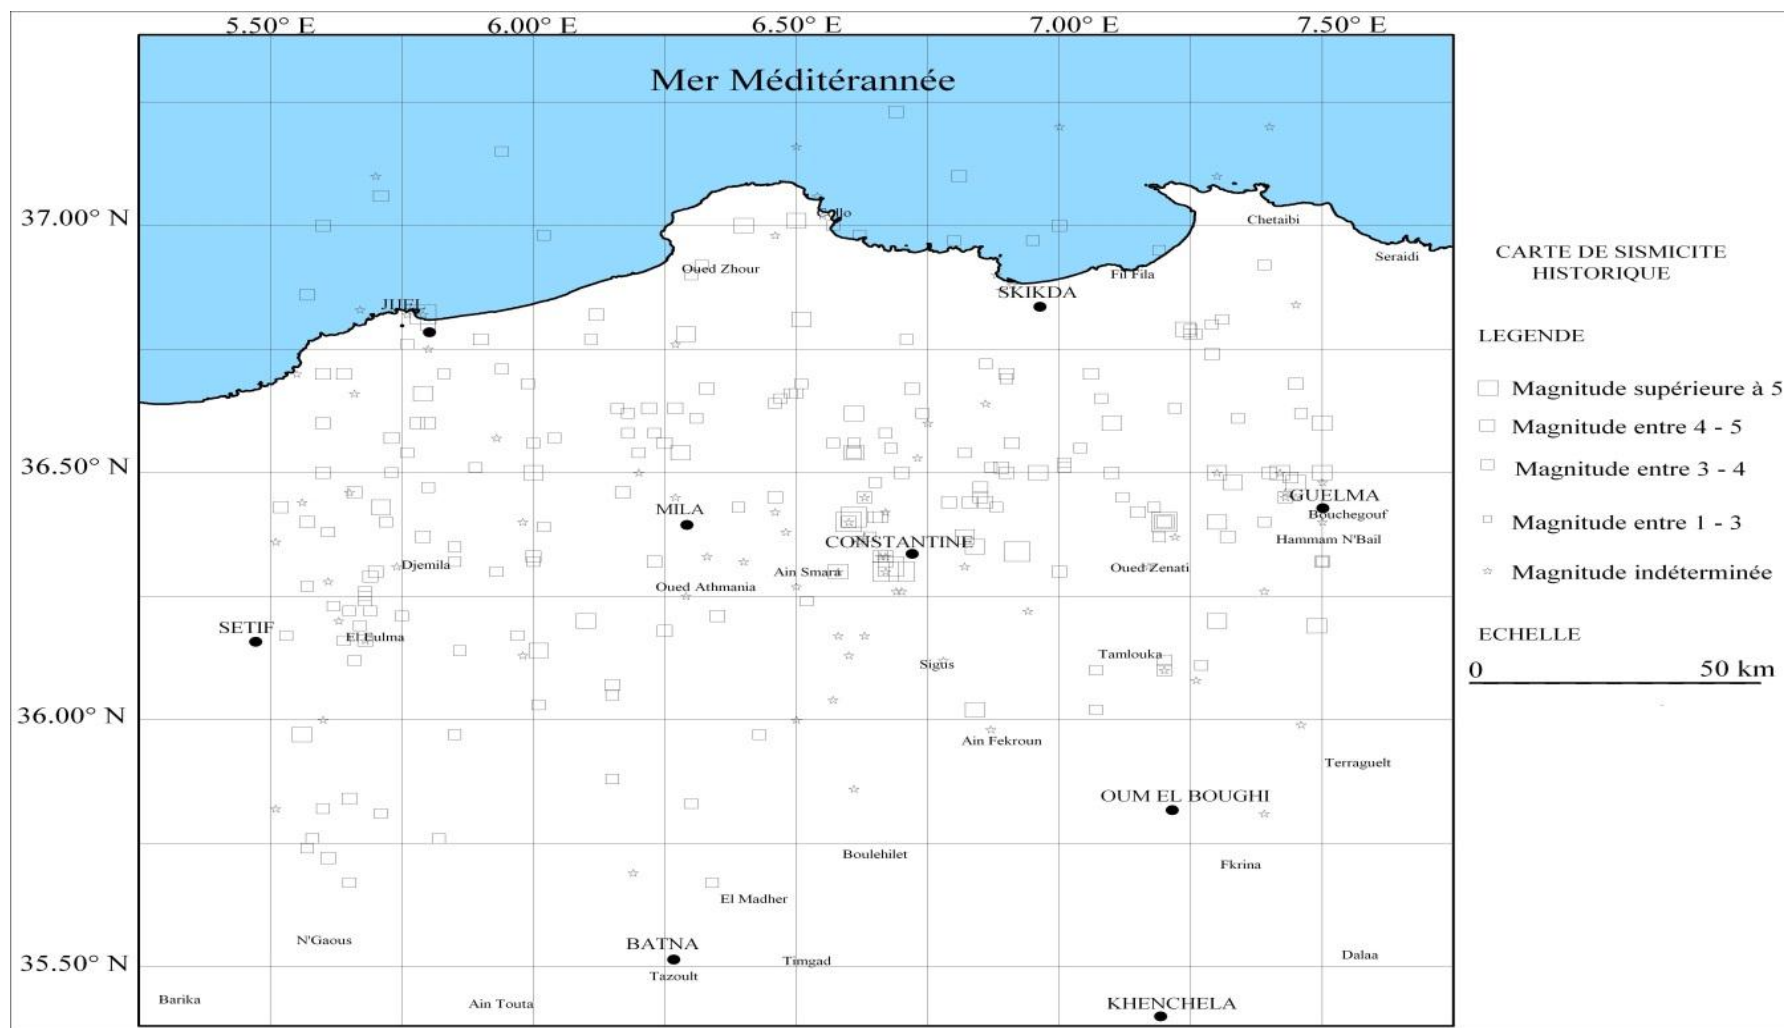 5.50° E 6.00° E 6.50° E 7.00° E 7.50° E
Mer Méditérannée
37.00° N
Collo
Chetaibi
Seraidi
Oued Zhour
Fil Fila
JIJEL
SKIKDA
36.50° N
MILA
GUELMA
Bouchegouf
CONSTANTINE
Hammam N'Bail
Djemila
Ain Smara
Oued Zenati
Oued Athmania
SETIF
El Eulma
Sigus
Tamlouka
36.00° N
Ain Fekroun
Terraguelt
OUM EL BOUGHI
Boulehilet
Fkrina
El Madher
N'Gaous
BATNA
35.50° N
Tazoult
Timgad
Dalaa
Barika
Ain Touta
KHENCHELA
CARTE DE SISMICITE
HISTORIQUE
LEGENDE
Magnitude supérieure à 5
Magnitude entre 4 - 5
Magnitude entre 3 - 4
Magnitude entre 1 - 3
Magnitude indéterminée
ECHELLE
0 50 km